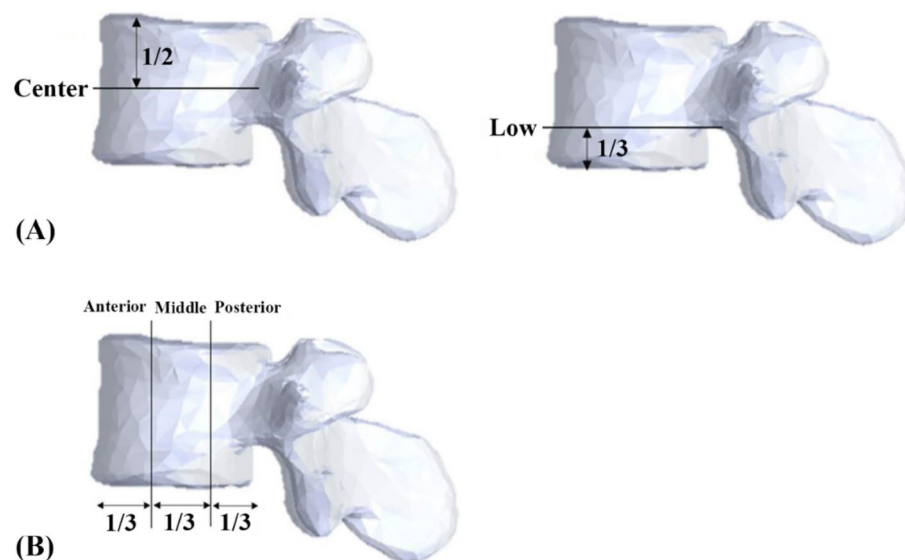 1/2
Center
Low
1/3
(A)
Anterior Middle Posterior
1/3 1/3 1/3
(B)